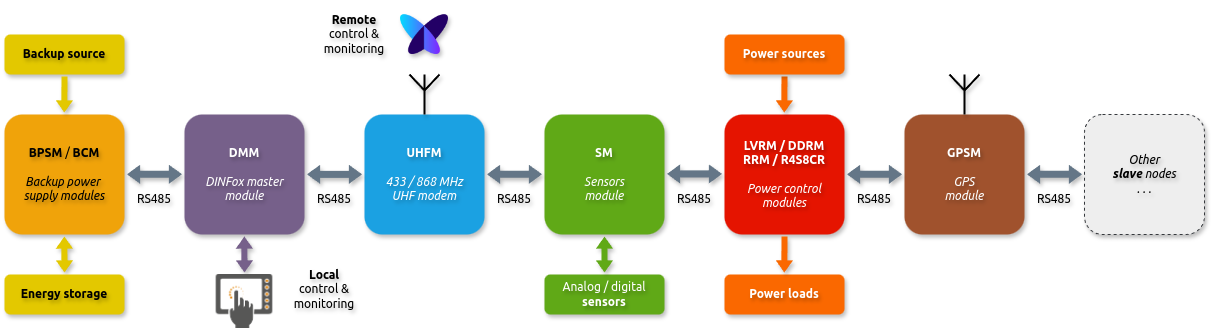 Remote
control &
monitoring
Backup source
Power sources
BPSM / BCM
Backup power
supply modules
RS485
DMM
DINFox master
module
RS485
UHFM
433 / 868 MHz
UHF modem
RS485
SM
Sensors
module
RS485
LVRM / DDRM
RRM / R4S8CR
Power control
modules
RS485
GPSM
GPS
module
RS485
Other
slave nodes
. . .
Energy storage
Local
control &
monitoring
Analog / digital
sensors
Power loads